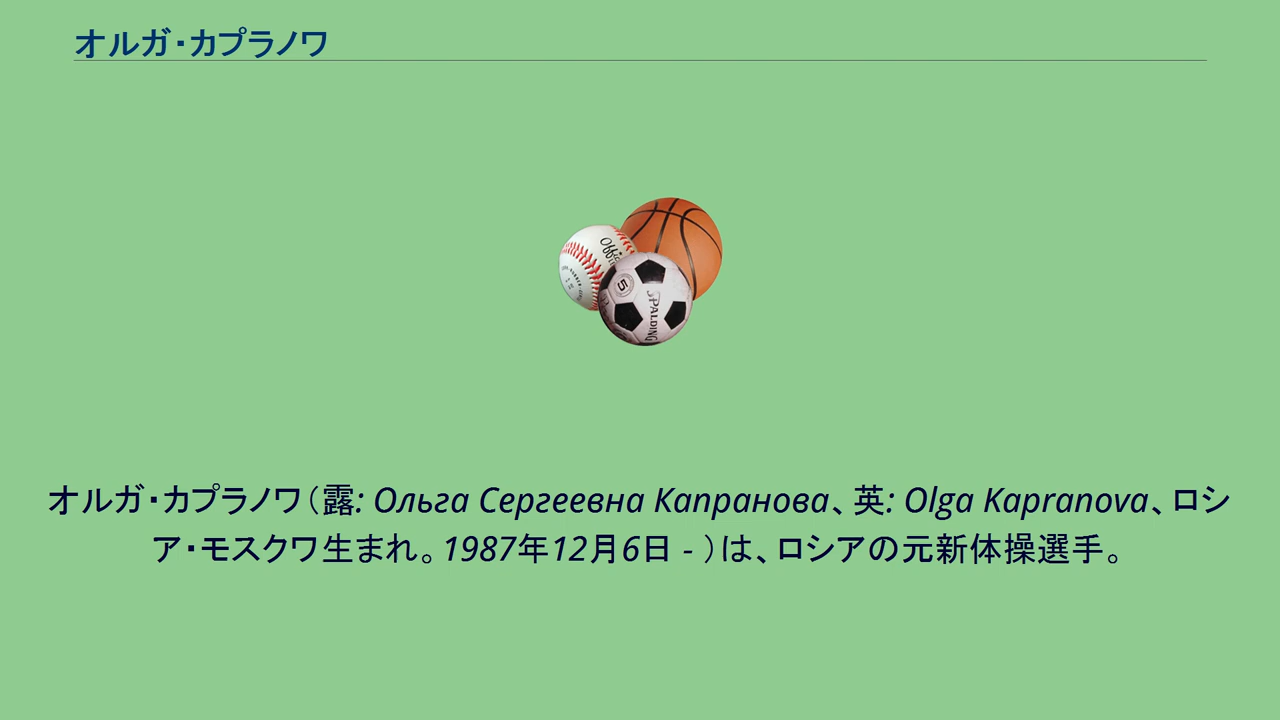 オルガ・カプラノワ
SPALDING
5
オルガ・カプラノワ（露: Ольга Сергеевна Капранова、英: Olga Kapranova、ロシ
ア・モスクワ生まれ。1987年12月6日 - ）は、ロシアの元新体操選手。